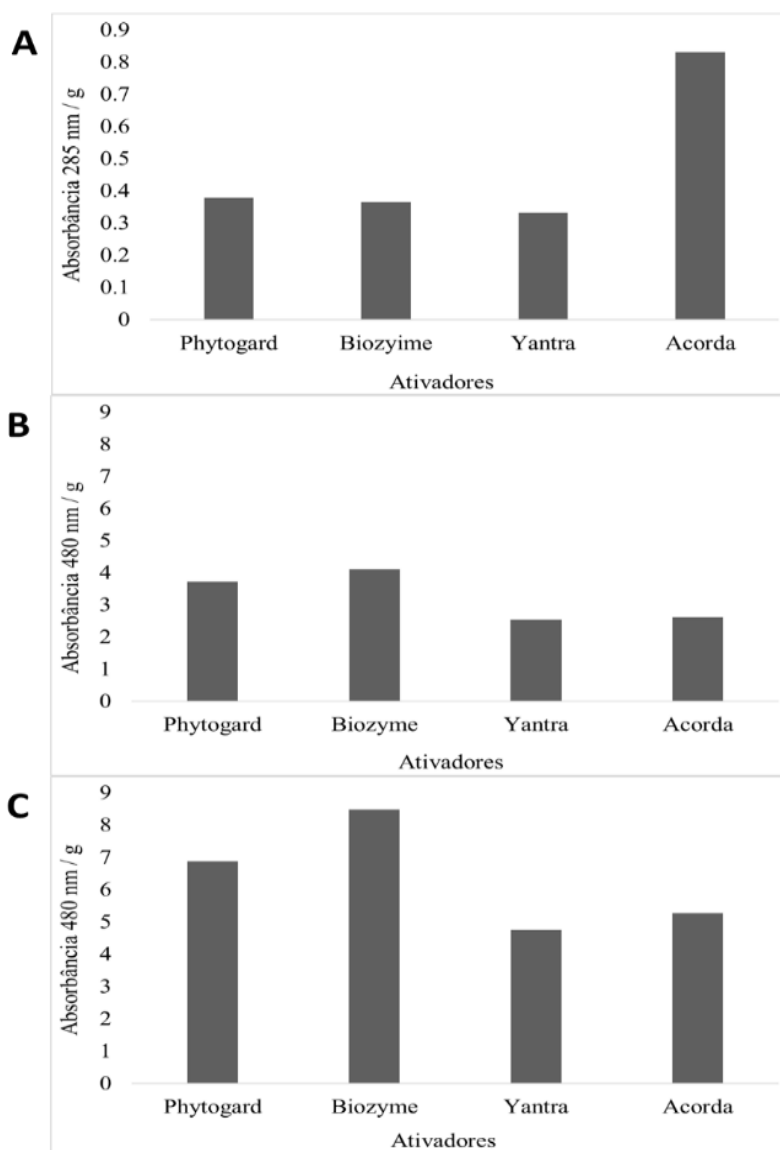 A
Absorbância 285 nm / g
0.9
0.8
0.7
0.6
0.5
0.4
0.3
0.2
0.1
0
Phytogard Biozyime Yantra Acorda
Ativadores
B
Absorbância 480 nm / g
9
8
7
6
5
4
3
2
1
0
Phytogard Biozyme Yantra Acorda
Ativadores
C
Absorbância 480 nm / g
9
8
7
6
5
4
3
2
1
0
Phytogard Biozyme Yantra Acorda
Ativadores